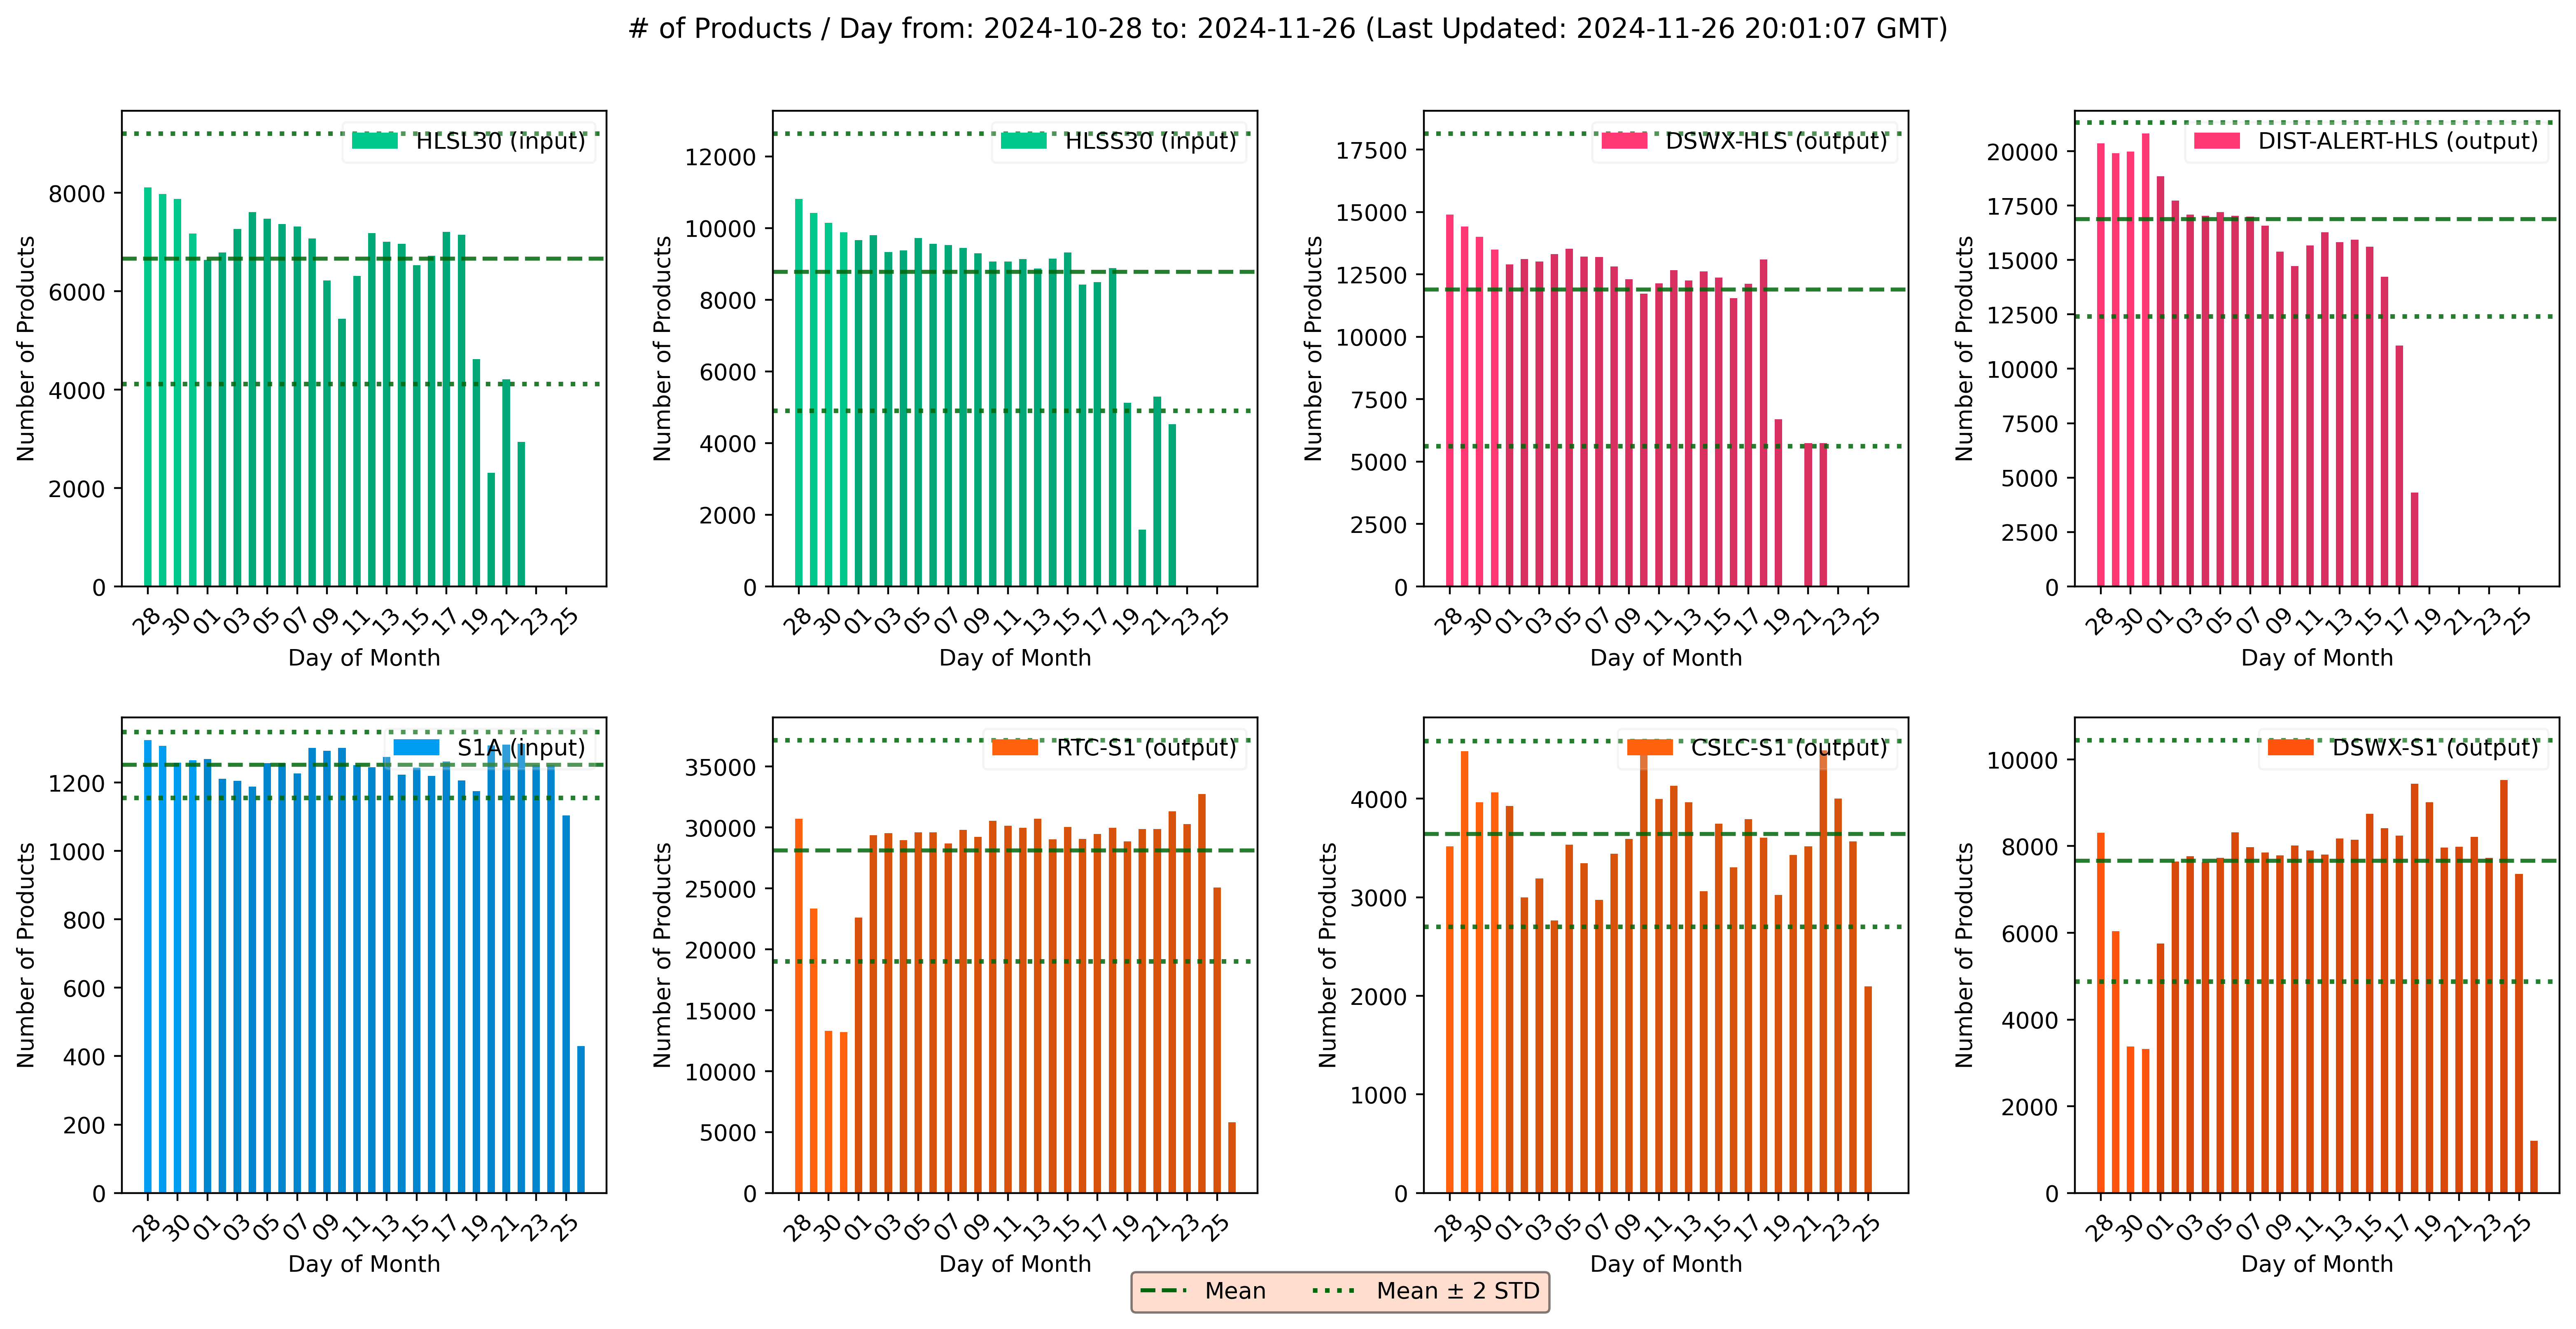 # of Products / Day from: 2024-10-28 to: 2024-11-26 (Last Updated: 2024-11-26 20:01:07 GMT)
HLSL30 (input)
Number of Products
8000
6000
4000
2000
0
28 30 01 03 05 07 09 11 13 15 17 19 21 23 25
Day of Month
HLSS30 (input)
Number of Products
12000
10000
8000
6000
4000
2000
0
28 30 01 03 05 07 09 11 13 15 17 19 21 23 25
Day of Month
DSWX-HLS (output)
Number of Products
17500
15000
12500
10000
7500
5000
2500
0
28 30 01 03 05 07 09 11 13 15 17 19 21 23 25
Day of Month
DIST-ALERT-HLS (output)
Number of Products
20000
17500
15000
12500
10000
7500
5000
2500
0
28 30 01 03 05 07 09 11 13 15 17 19 21 23 25
Day of Month
S1A (input)
Number of Products
1200
1000
800
600
400
200
0
28 30 01 03 05 07 09 11 13 15 17 19 21 23 25
Day of Month
RTC-S1 (output)
Number of Products
35000
30000
25000
20000
15000
10000
5000
0
28 30 01 03 05 07 09 11 13 15 17 19 21 23 25
Day of Month
CSLC-S1 (output)
Number of Products
4000
3000
2000
1000
0
28 30 01 03 05 07 09 11 13 15 17 19 21 23 25
Day of Month
DSWX-S1 (output)
Number of Products
10000
8000
6000
4000
2000
0
28 30 01 03 05 07 09 11 13 15 17 19 21 23 25
Day of Month
Mean
Mean ± 2 STD